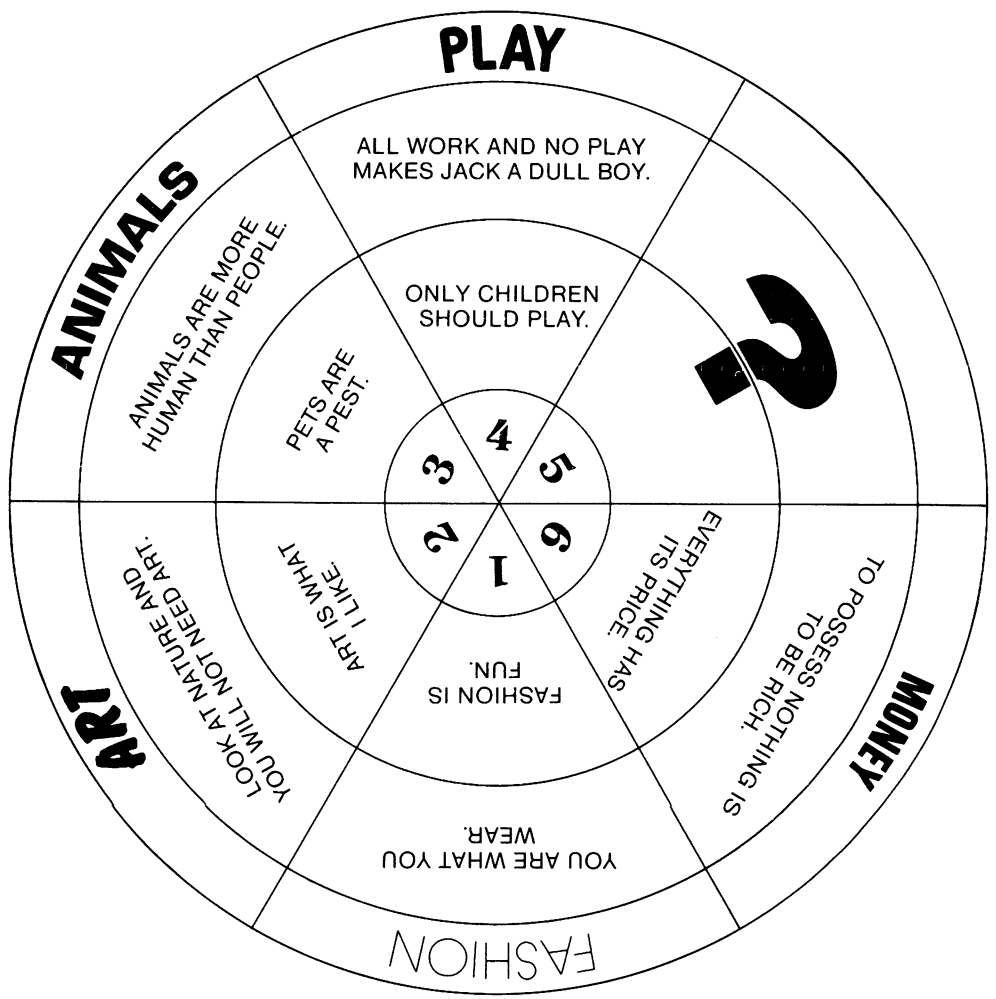 PLAY
ALL WORK AND NO PLAY
MAKES JACK A DULL BOY.
ONLY CHILDREN
SHOULD PLAY.
4
?
5
MONEY
TO POSSESS NOTHING IS
TO BE RICH.
EVERYTHING HAS
ITS PRICE.
6
FASHION
YOU ARE WHAT YOU
WEAR.
FASHION IS
FUN.
1
ART
LOOK AT NATURE AND
YOU WILL NOT NEED ART.
ART IS WHAT
I LIKE.
2
ANIMALS
ANIMALS ARE MORE
HUMAN THAN PEOPLE.
PETS ARE
A PEST.
3